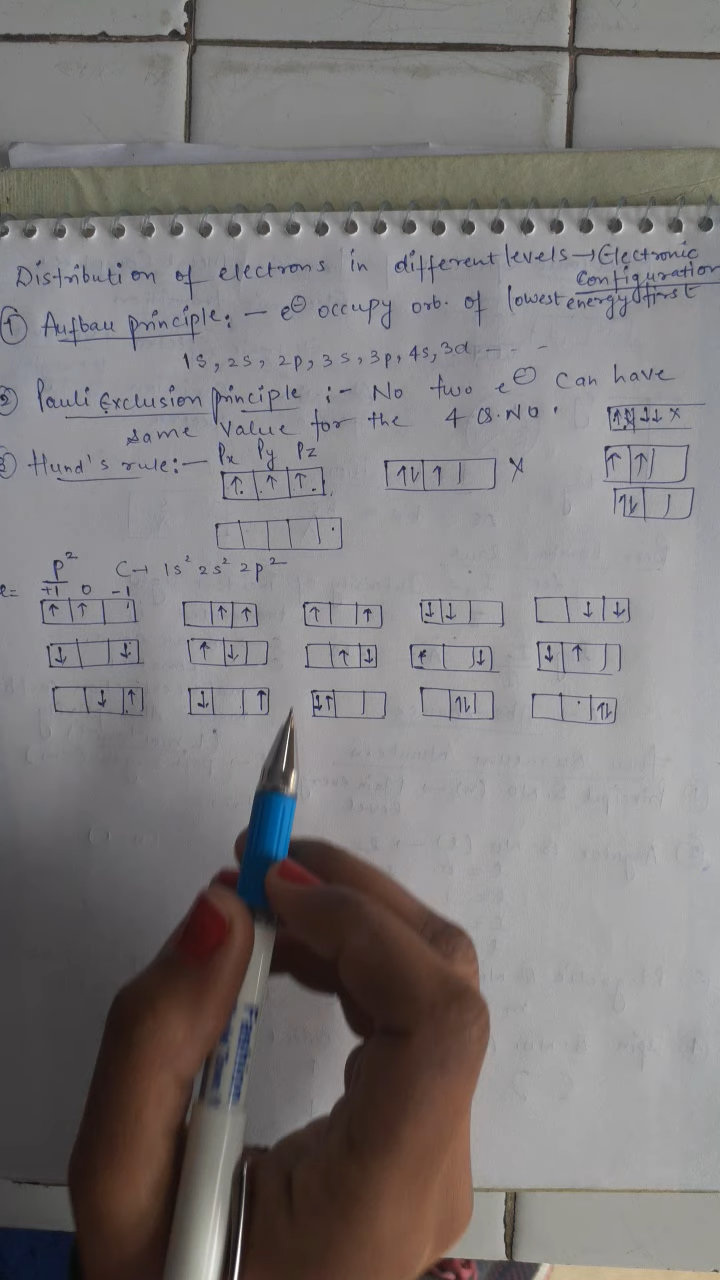 Distribution of electrons in different levels → Electronic
Configuration
① Aufbau principle :- e⊖ occupy orb. of lowest energy first
1s, 2s, 2p, 3s, 3p, 4s, 3d - - - -
② Pauli Exclusion principle :- No two e⊖ can have
same value for the 4 Q.No. ↑↑↓↓ x
③ Hund's rule :- Px Py Pz
↑ ↑ ↑ ↑↓ ↑ x ↑ ↑
↑↓
p² C → 1s² 2s² 2p²
+1 0 -1
↑ ↑ ↑ ↑ ↑ ↑ ↓ ↓ ↓ ↓
↓ ↓ ↑ ↓ ↑ ↓ ↑ ↓ ↓ ↑
↓ ↑ ↓ ↑ ↓↑ ↑↓ ↑↓